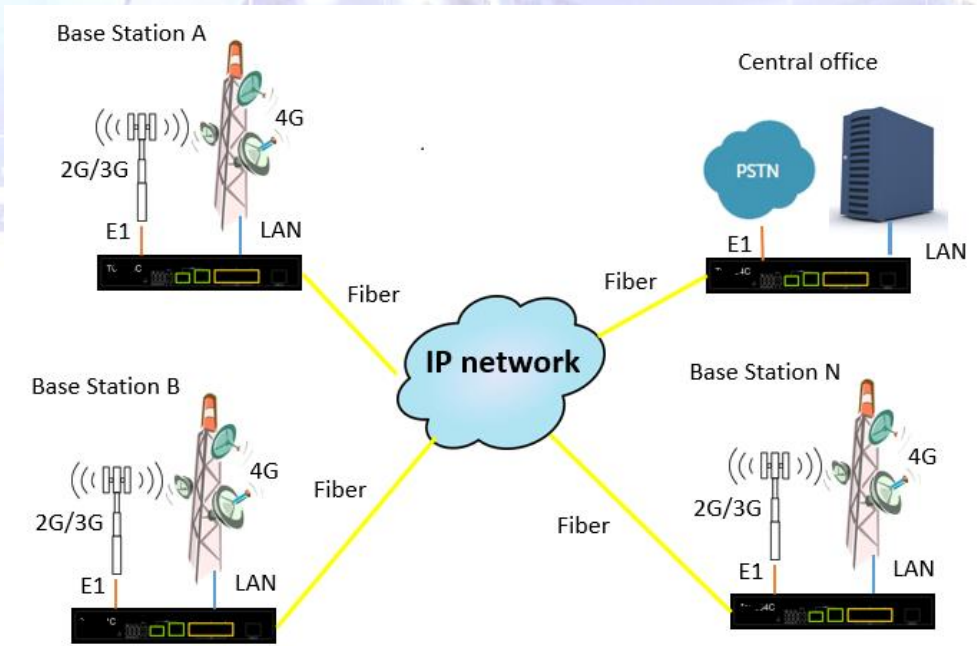 Base Station A
4G
2G/3G
E1
LAN
Fiber
Central office
PSTN
E1
LAN
Fiber
IP network
Base Station B
4G
2G/3G
E1
LAN
Fiber
Base Station N
4G
2G/3G
E1
LAN
Fiber